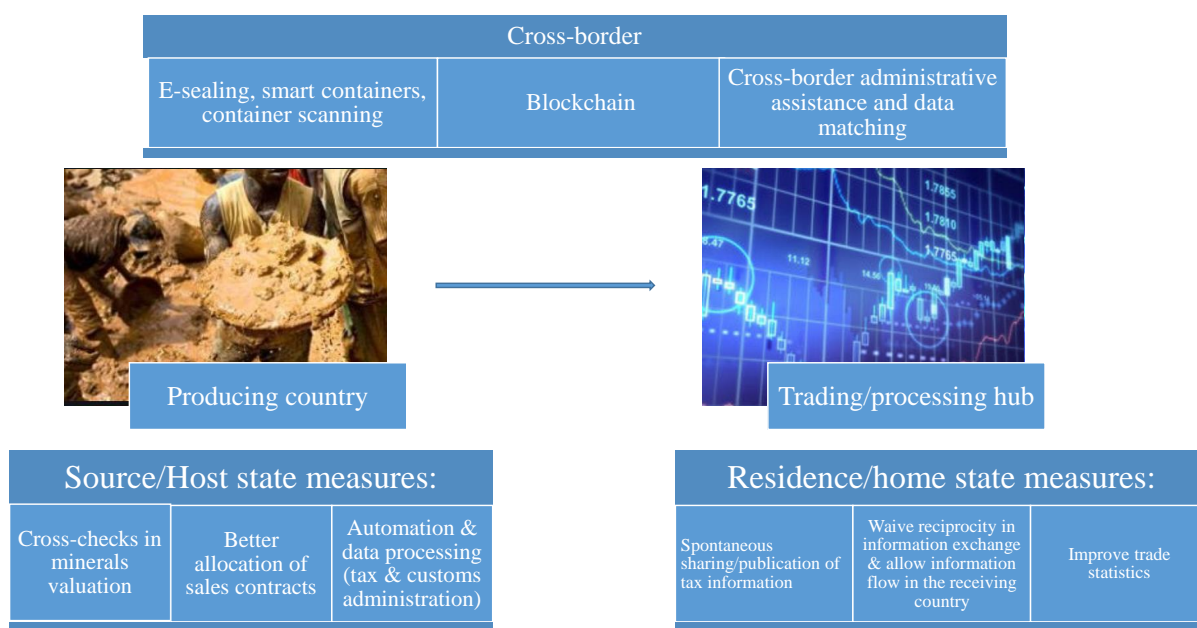 Cross-border
E-sealing, smart containers,
container scanning
Blockchain
Cross-border administrative
assistance and data
matching
1.7765
1.7855
1.7810
1.7765
11.12
14.56
Producing country
Trading/processing hub
Source/Host state measures:
Cross-checks in
minerals
valuation
Better
allocation of
sales contracts
Automation &
data processing
(tax & customs
administration)
Residence/home state measures:
Spontaneous
sharing/publication of
tax information
Waive reciprocity in
information exchange
& allow information
flow in the receiving
country
Improve trade
statistics